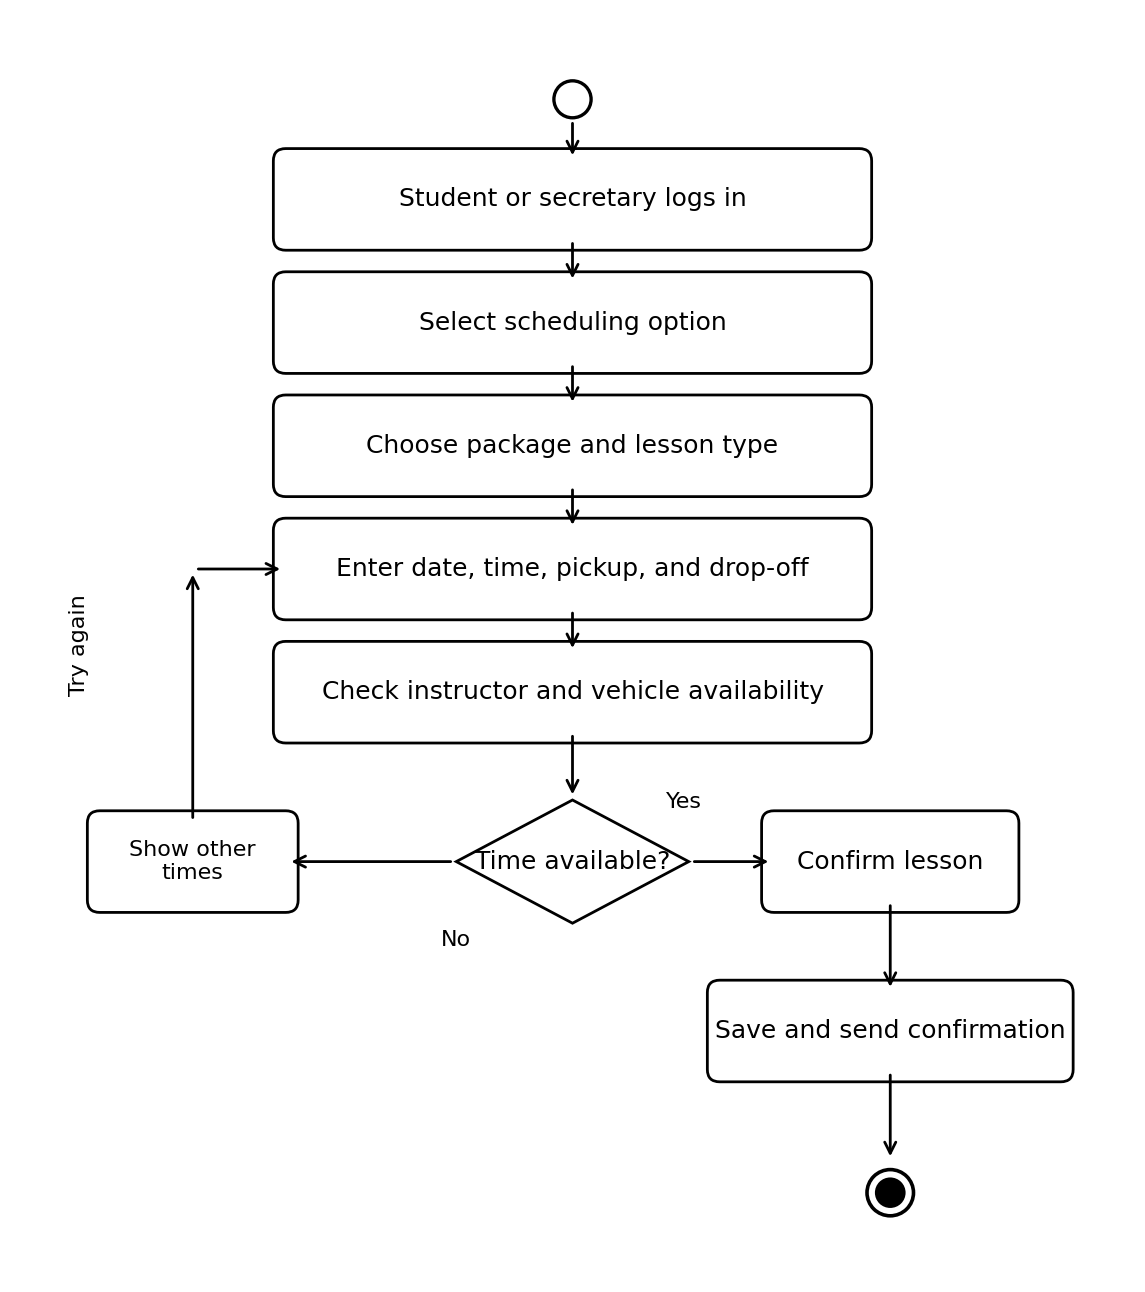 Student or secretary logs in
Select scheduling option
Choose package and lesson type
Enter date, time, pickup, and drop-off
Try again
Check instructor and vehicle availability
Yes
Show other
times
Time available?
Confirm lesson
No
Save and send confirmation